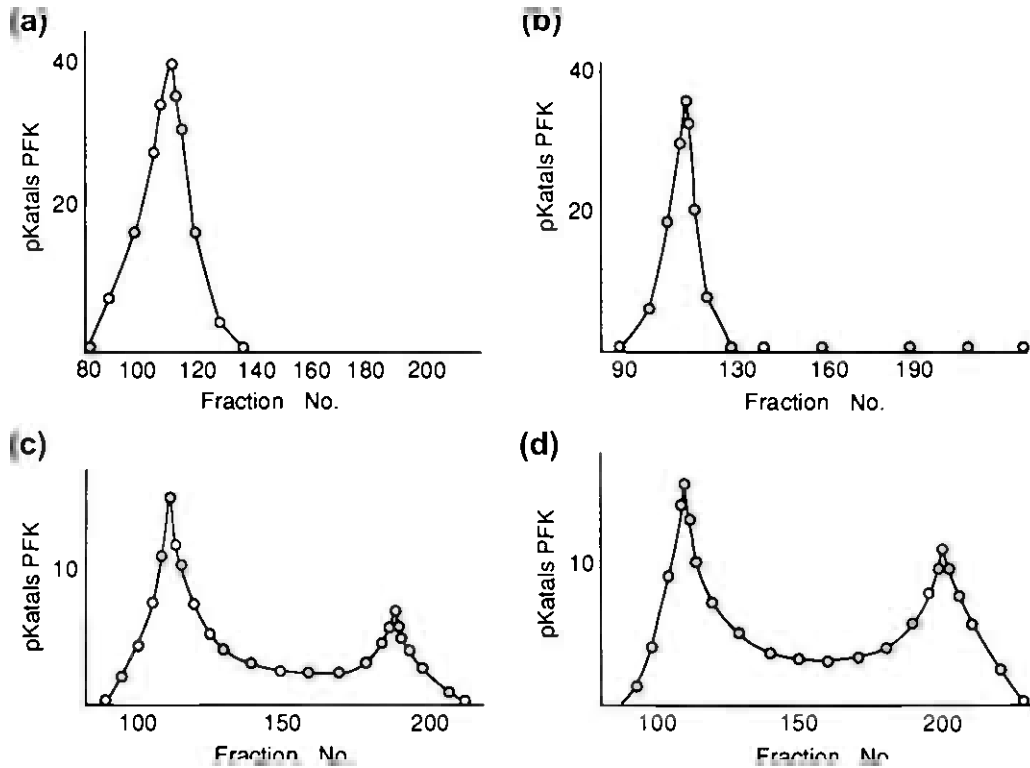 (a)
40
20
pKatals PFK
80 100 120 140 160 180 200
Fraction No.
(b)
40
20
pKatals PFK
90 130 160 190
Fraction No.
(c)
10
pKatals PFK
100 150 200
Fraction No.
(d)
10
pKatals PFK
100 150 200
Fraction No.